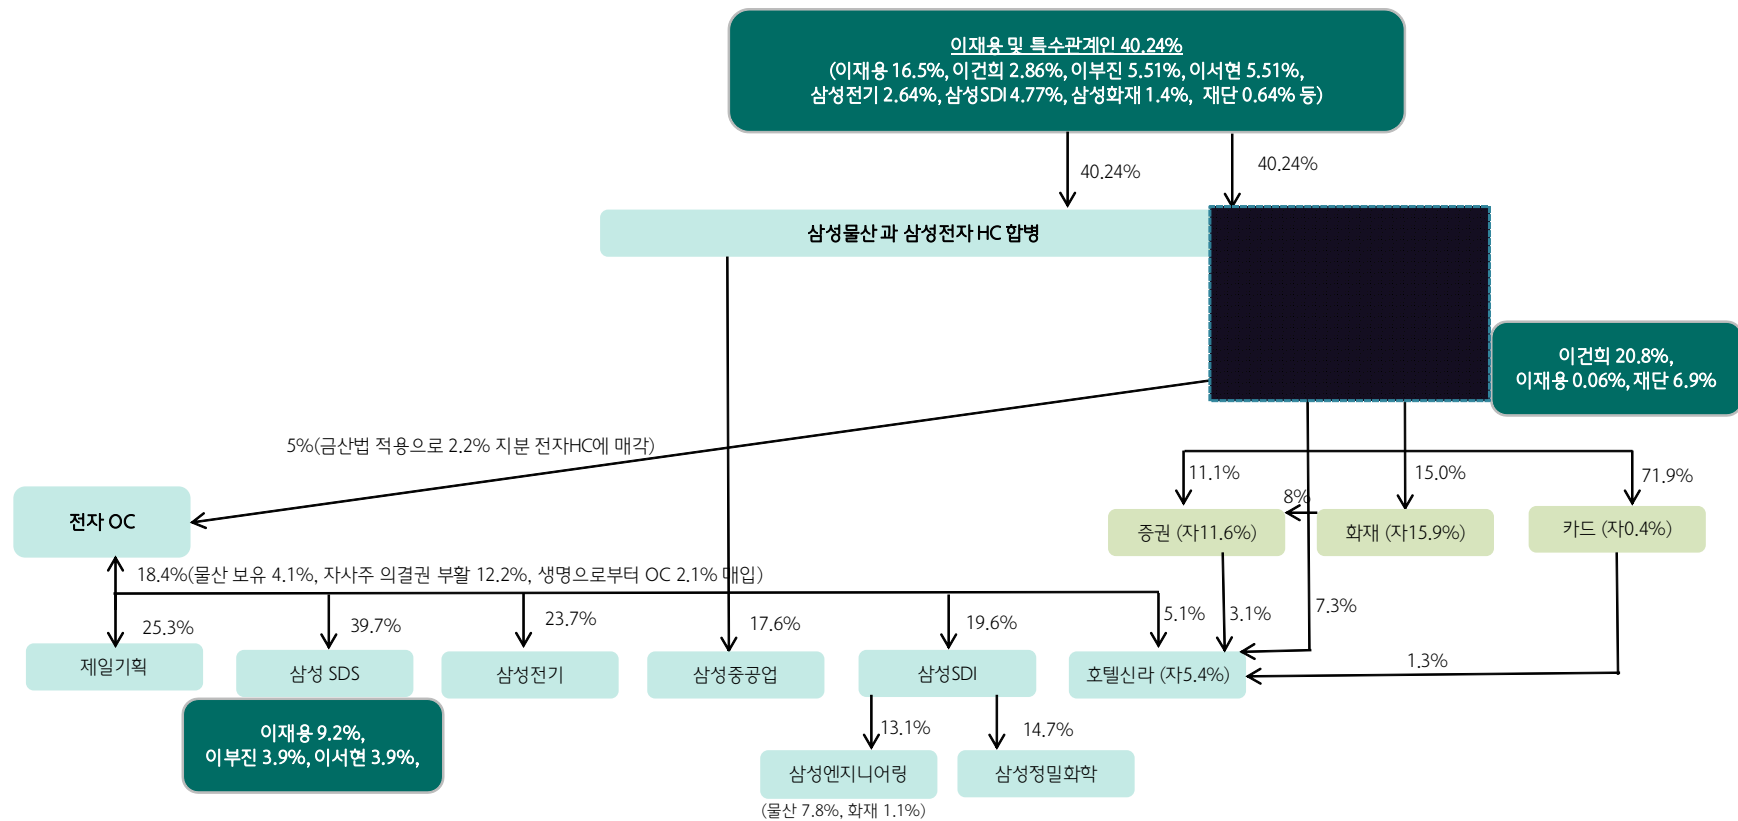 이재용 및 특수관계인 40.24%
(이재용 16.5%, 이건희 2.86%, 이부진 5.51%, 이서현 5.51%,
삼성전기 2.64%, 삼성SDI 4.77%, 삼성화재 1.4%, 재단 0.64% 등)
40.24%
40.24%
삼성물산 과 삼성전자 HC 합병
이건희 20.8%,
이재용 0.06%, 재단 6.9%
5%(금산법 적용으로 2.2% 지분 전자HC에 매각)
11.1%
15.0%
71.9%
8%
전자 OC
증권 (자11.6%)
화재 (자15.9%)
카드 (자0.4%)
18.4%(물산 보유 4.1%, 자사주 의결권 부활 12.2%, 생명으로부터 OC 2.1% 매입)
25.3%
39.7%
23.7%
17.6%
19.6%
5.1%
3.1%
7.3%
제일기획
삼성 SDS
삼성전기
삼성중공업
삼성SDI
호텔신라 (자5.4%)
1.3%
이재용 9.2%,
이부진 3.9%, 이서현 3.9%,
13.1%
14.7%
삼성엔지니어링
삼성정밀화학
(물산 7.8%, 화재 1.1%)